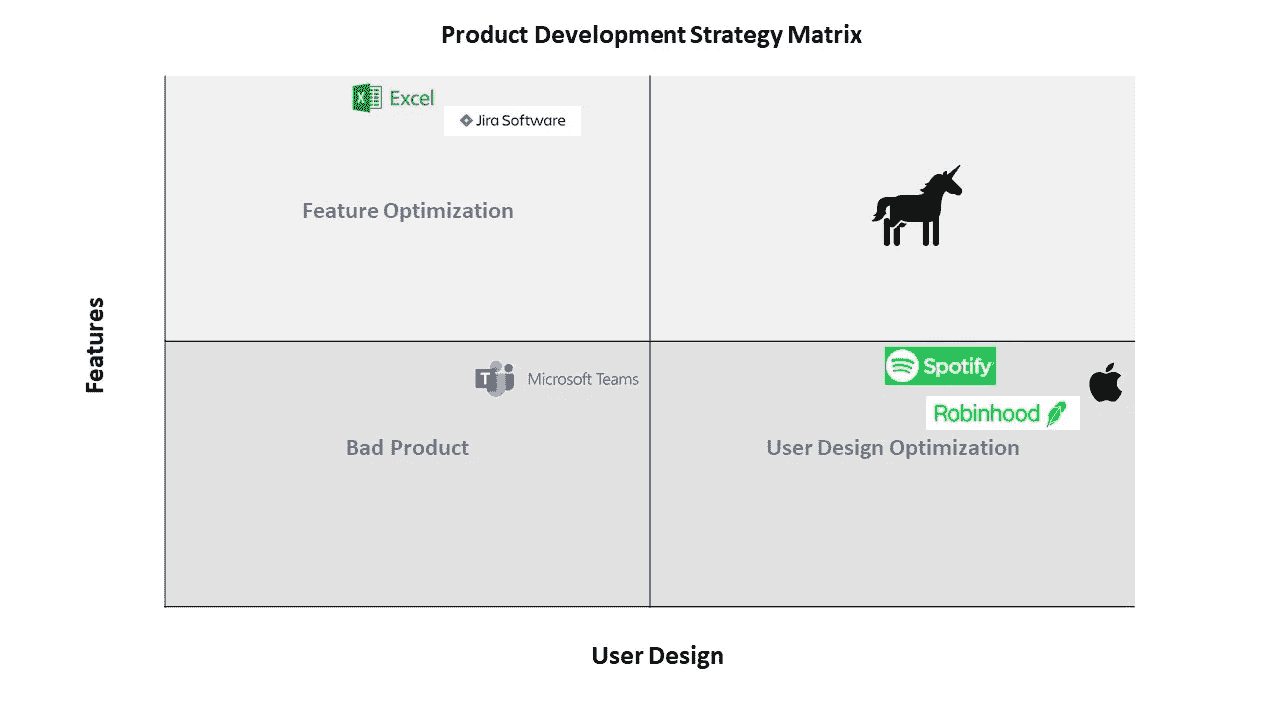 Product Development Strategy Matrix
Excel
Jira Software
Feature Optimization
Features
Microsoft Teams
Spotify
Robinhood
Bad Product
User Design Optimization
User Design